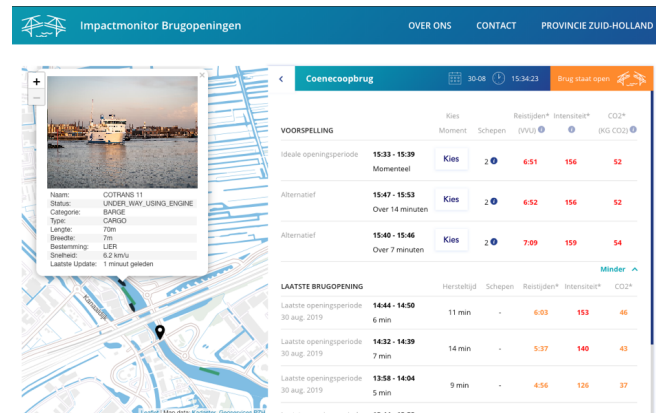 Impactmonitor Brugopeningen
OVER ONS CONTACT PROVINCIE ZUID-HOLLAND
+
−
×
Naam: COTRANS 11
Status: UNDER_WAY_USING_ENGINE
Categorie: BARGE
Type: CARGO
Lengte: 70m
Breedte: 7m
Bestemming: LIER
Snelheid: 6.2 km/u
Laatste Update: 1 minuut geleden
Kanaaldijk
Leaflet | Map data: Kadaster, Geonovum, RTH
Coenecoopbrug 30-08 15:34:23 Brug staat open
Kies Reistijden* Intensiteit* CO2*
VOORSPELLING Moment Schepen (VVU) (KG CO2)
Ideale openingsperiode 15:33 - 15:39 Kies 2 6:51 156 52
Momenteel
Alternatief 15:47 - 15:53 Kies 2 6:52 156 52
Over 14 minuten
Alternatief 15:40 - 15:46 Kies 2 7:09 159 54
Over 7 minuten
Minder
LAATSTE BRUGOPENING Hersteltijd Schepen Reistijden* Intensiteit* CO2*
Laatste openingsperiode 14:44 - 14:50 11 min - 6:03 153 46
30 aug. 2019 6 min
Laatste openingsperiode 14:32 - 14:39 14 min - 5:37 140 43
30 aug. 2019 7 min
Laatste openingsperiode 13:58 - 14:04 9 min - 4:56 126 37
30 aug. 2019 5 min